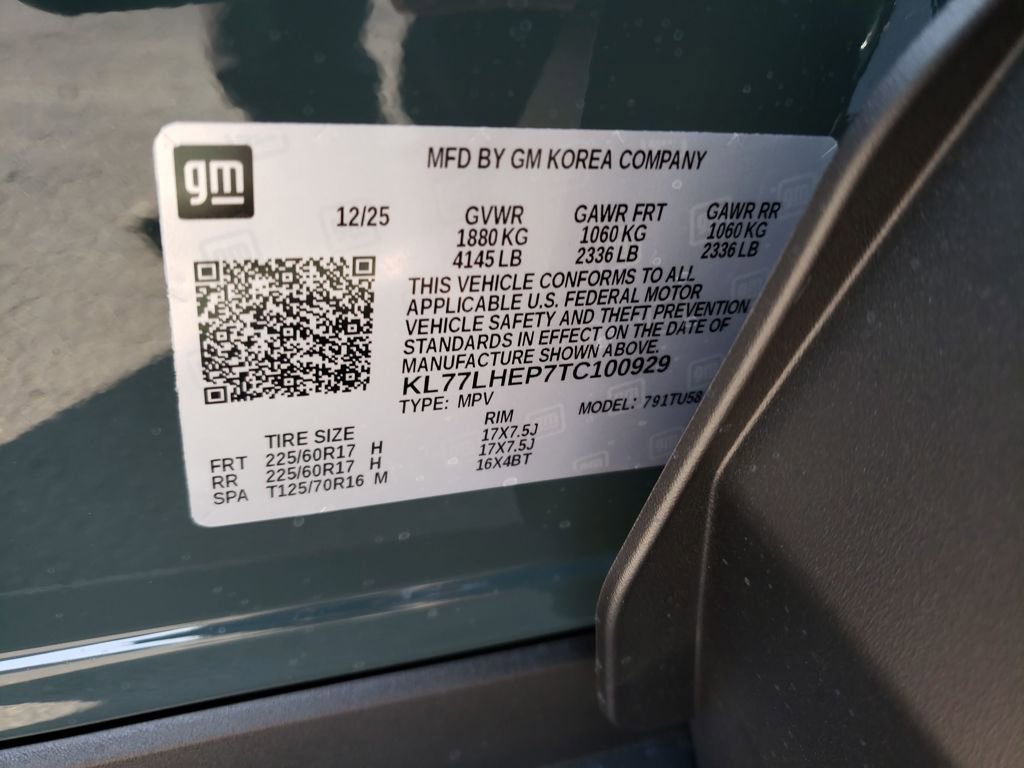 gm
MFD BY GM KOREA COMPANY
12/25 GVWR GAWR FRT GAWR RR
1880 KG 1060 KG 1060 KG
4145 LB 2336 LB 2336 LB
THIS VEHICLE CONFORMS TO ALL
APPLICABLE U.S. FEDERAL MOTOR
VEHICLE SAFETY AND THEFT PREVENTION
STANDARDS IN EFFECT ON THE DATE OF
MANUFACTURE SHOWN ABOVE.
KL77LHEP7TC100929
TYPE: MPV MODEL: 791TU58
TIRE SIZE RIM
FRT 225/60R17 H 17X7.5J
RR 225/60R17 H 17X7.5J
SPA T125/70R16 M 16X4BT